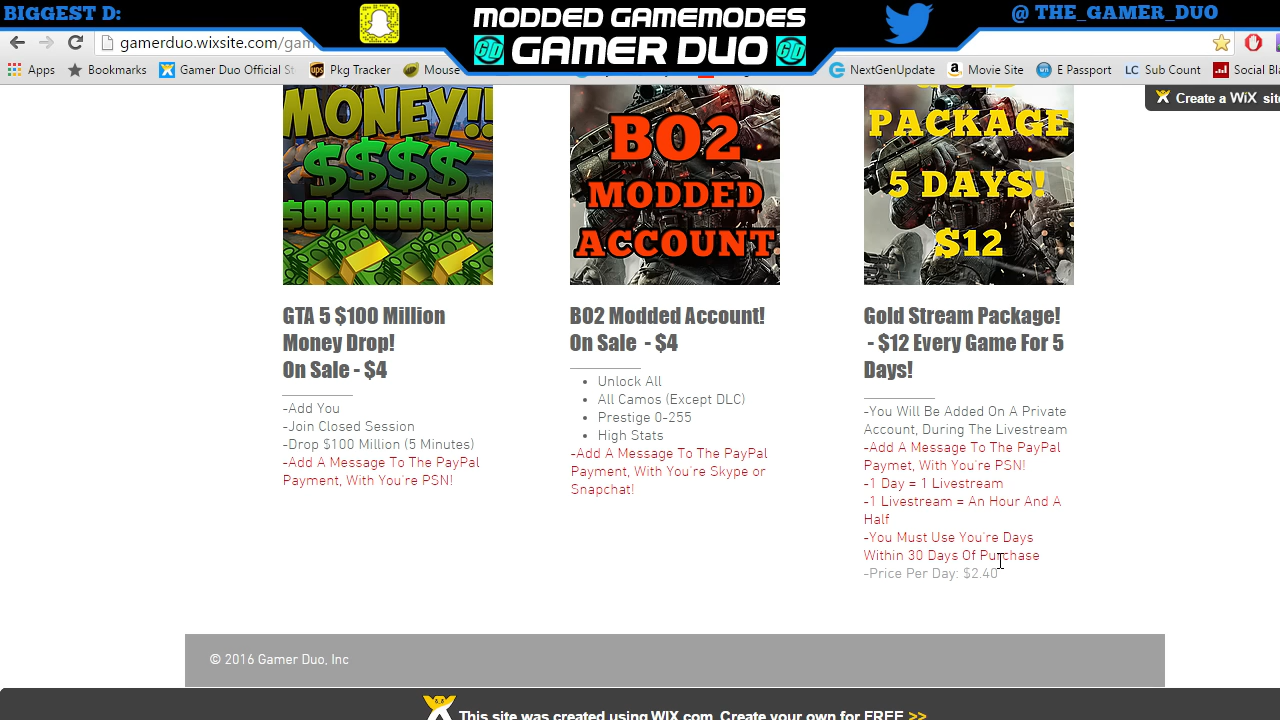 BIGGEST D:
MODDED GAMEMODES
GAMER DUO
GD
GD
@ THE_GAMER_DUO
gamerduo.wixsite.com/gam
Apps
Bookmarks
Gamer Duo Official St
Pkg Tracker
Mouse
NextGenUpdate
Movie Site
E Passport
LC Sub Count
Social Bla
Create a WiX site
MONEY!!
$$$$
$99999999
BO2
MODDED
ACCOUNT
GOLD
PACKAGE
5 DAYS!
$12
GTA 5 $100 Million
Money Drop!
On Sale - $4
-Add You
-Join Closed Session
-Drop $100 Million (5 Minutes)
-Add A Message To The PayPal
Payment, With You're PSN!
BO2 Modded Account!
On Sale - $4
• Unlock All
• All Camos (Except DLC)
• Prestige 0-255
• High Stats
-Add A Message To The PayPal
Payment, With You're Skype or
Snapchat!
Gold Stream Package!
- $12 Every Game For 5
Days!
-You Will Be Added On A Private
Account, During The Livestream
-Add A Message To The PayPal
Paymet, With You're PSN!
-1 Day = 1 Livestream
-1 Livestream = An Hour And A
Half
-You Must Use You're Days
Within 30 Days Of Purchase
-Price Per Day: $2.40
© 2016 Gamer Duo, Inc
This site was created using WIX.com. Create your own for FREE >>